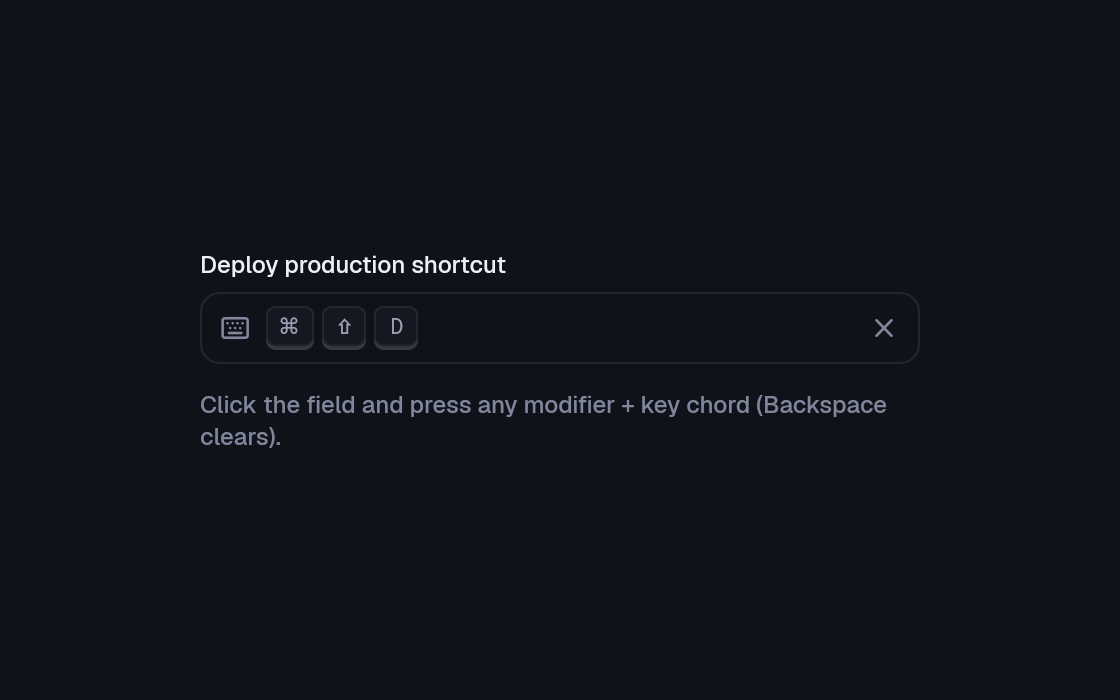 Deploy production shortcut
⌘ ⇧ D
Click the field and press any modifier + key chord (Backspace
clears).